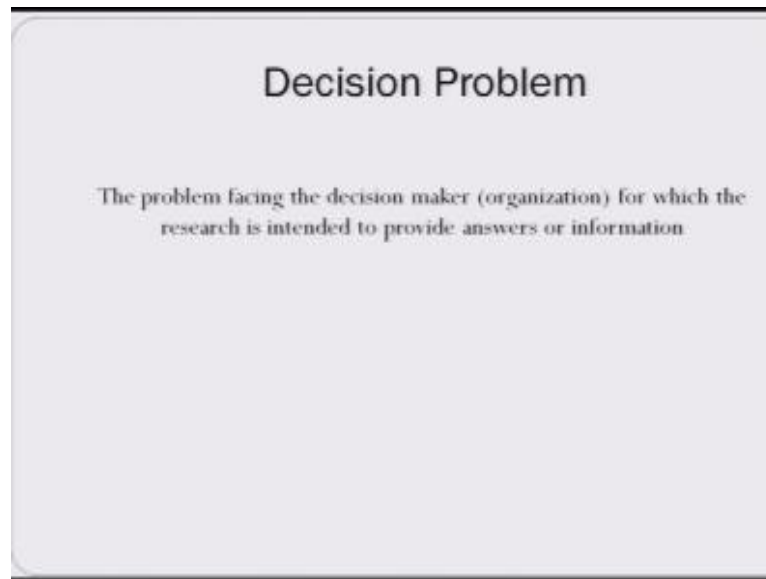 Decision Problem
The problem facing the decision maker (organization) for which the
research is intended to provide answers or information